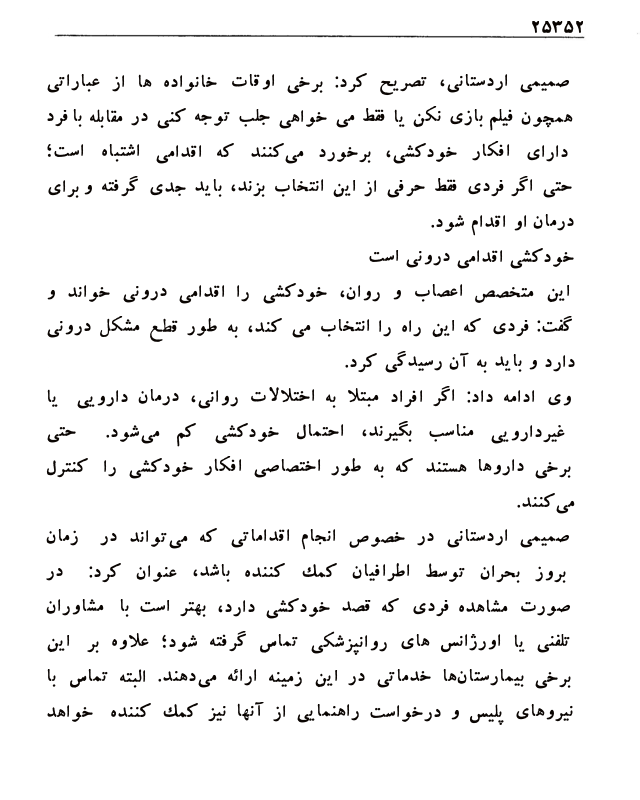 ۲۵۳۵۲
صمیمی اردستانی، تصریح کرد: برخی اوقات خانواده ها از عباراتی
همچون فیلم بازی نکن یا فقط می خواهی جلب توجه کنی در مقابله با فرد
دارای افکار خودکشی، برخورد می‌کنند که اقدامی اشتباه است؛
حتی اگر فردی فقط حرفی از این انتخاب بزند، باید جدی گرفته و برای
درمان او اقدام شود.
خودکشی اقدامی درونی است
این متخصص اعصاب و روان، خودکشی را اقدامی درونی خواند و
گفت: فردی که این راه را انتخاب می کند، به طور قطع مشکل درونی
دارد و باید به آن رسیدگی کرد.
وی ادامه داد: اگر افراد مبتلا به اختلالات روانی، درمان دارویی یا
غیردارویی مناسب بگیرند، احتمال خودکشی کم می‌شود. حتی
برخی داروها هستند که به طور اختصاصی افکار خودکشی را کنترل
می‌کنند.
صمیمی اردستانی در خصوص انجام اقداماتی که می‌تواند در زمان
بروز بحران توسط اطرافیان کمك کننده باشد، عنوان کرد: در
صورت مشاهده فردی که قصد خودکشی دارد، بهتر است با مشاوران
تلفنی یا اورژانس های روانپزشکی تماس گرفته شود؛ علاوه بر این
برخی بیمارستان‌ها خدماتی در این زمینه ارائه می‌دهند. البته تماس با
نیروهای پلیس و درخواست راهنمایی از آنها نیز کمك کننده خواهد